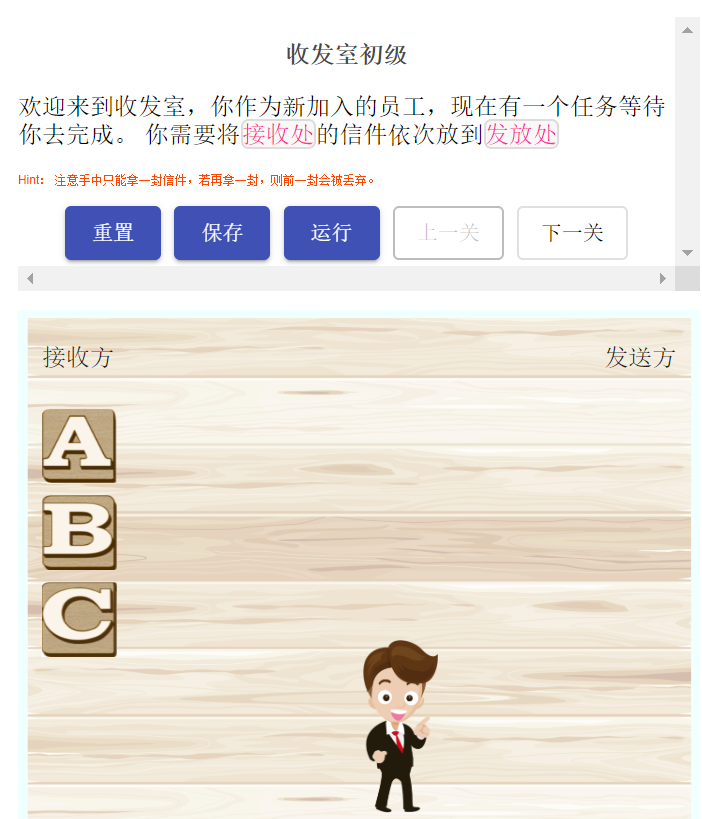 收发室初级
欢迎来到收发室，你作为新加入的员工，现在有一个任务等待
你去完成。 你需要将接收处的信件依次放到发放处
Hint： 注意手中只能拿一封信件，若再拿一封，则前一封会被丢弃。
重置 保存 运行 上一关 下一关
接收方 发送方
A
B
C